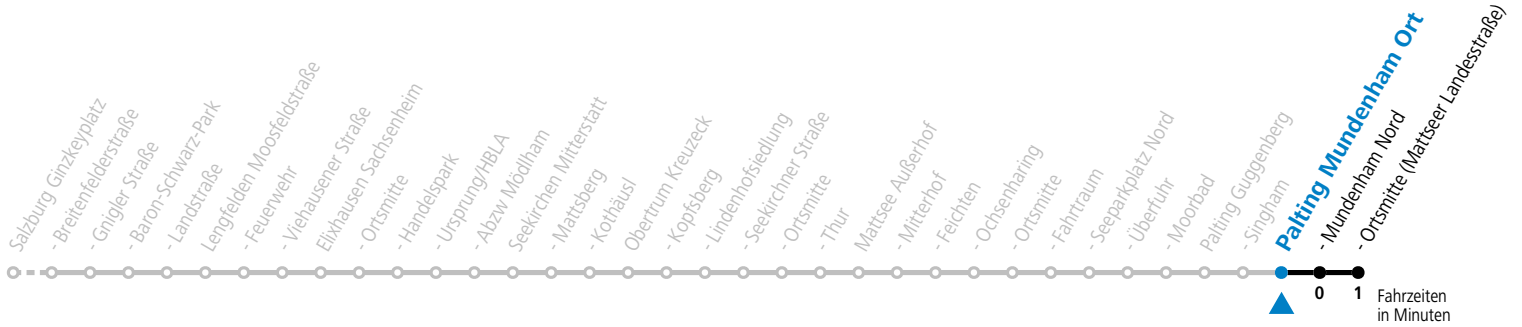 Salzburg Ginzkeyplatz
- Breitenfelderstraße
- Gnigler Straße
- Baron-Schwarz-Park
- Landstraße
Lengfelden Moosfeldstraße
- Feuerwehr
- Viehausener Straße
Elixhausen Sachsenheim
- Ortsmitte
- Handelspark
- Ursprung/HBLA
- Abzw Mödlham
Seekirchen Mitterstatt
- Mattsberg
- Kothäusl
Obertrum Kreuzeck
- Kopfsberg
- Lindenhofsiedlung
- Seekirchner Straße
- Ortsmitte
- Thur
Mattsee Außerhof
- Mitterhof
- Feichten
- Ochsenharing
- Ortsmitte
- Fahrtraum
- Seeparkplatz Nord
- Überfuhr
- Moorbad
Palting Guggenberg
- Singham
Palting Mundenham Ort
- Mundenham Nord
- Ortsmitte (Mattseer Landesstraße)
0 1 Fahrzeiten
in Minuten